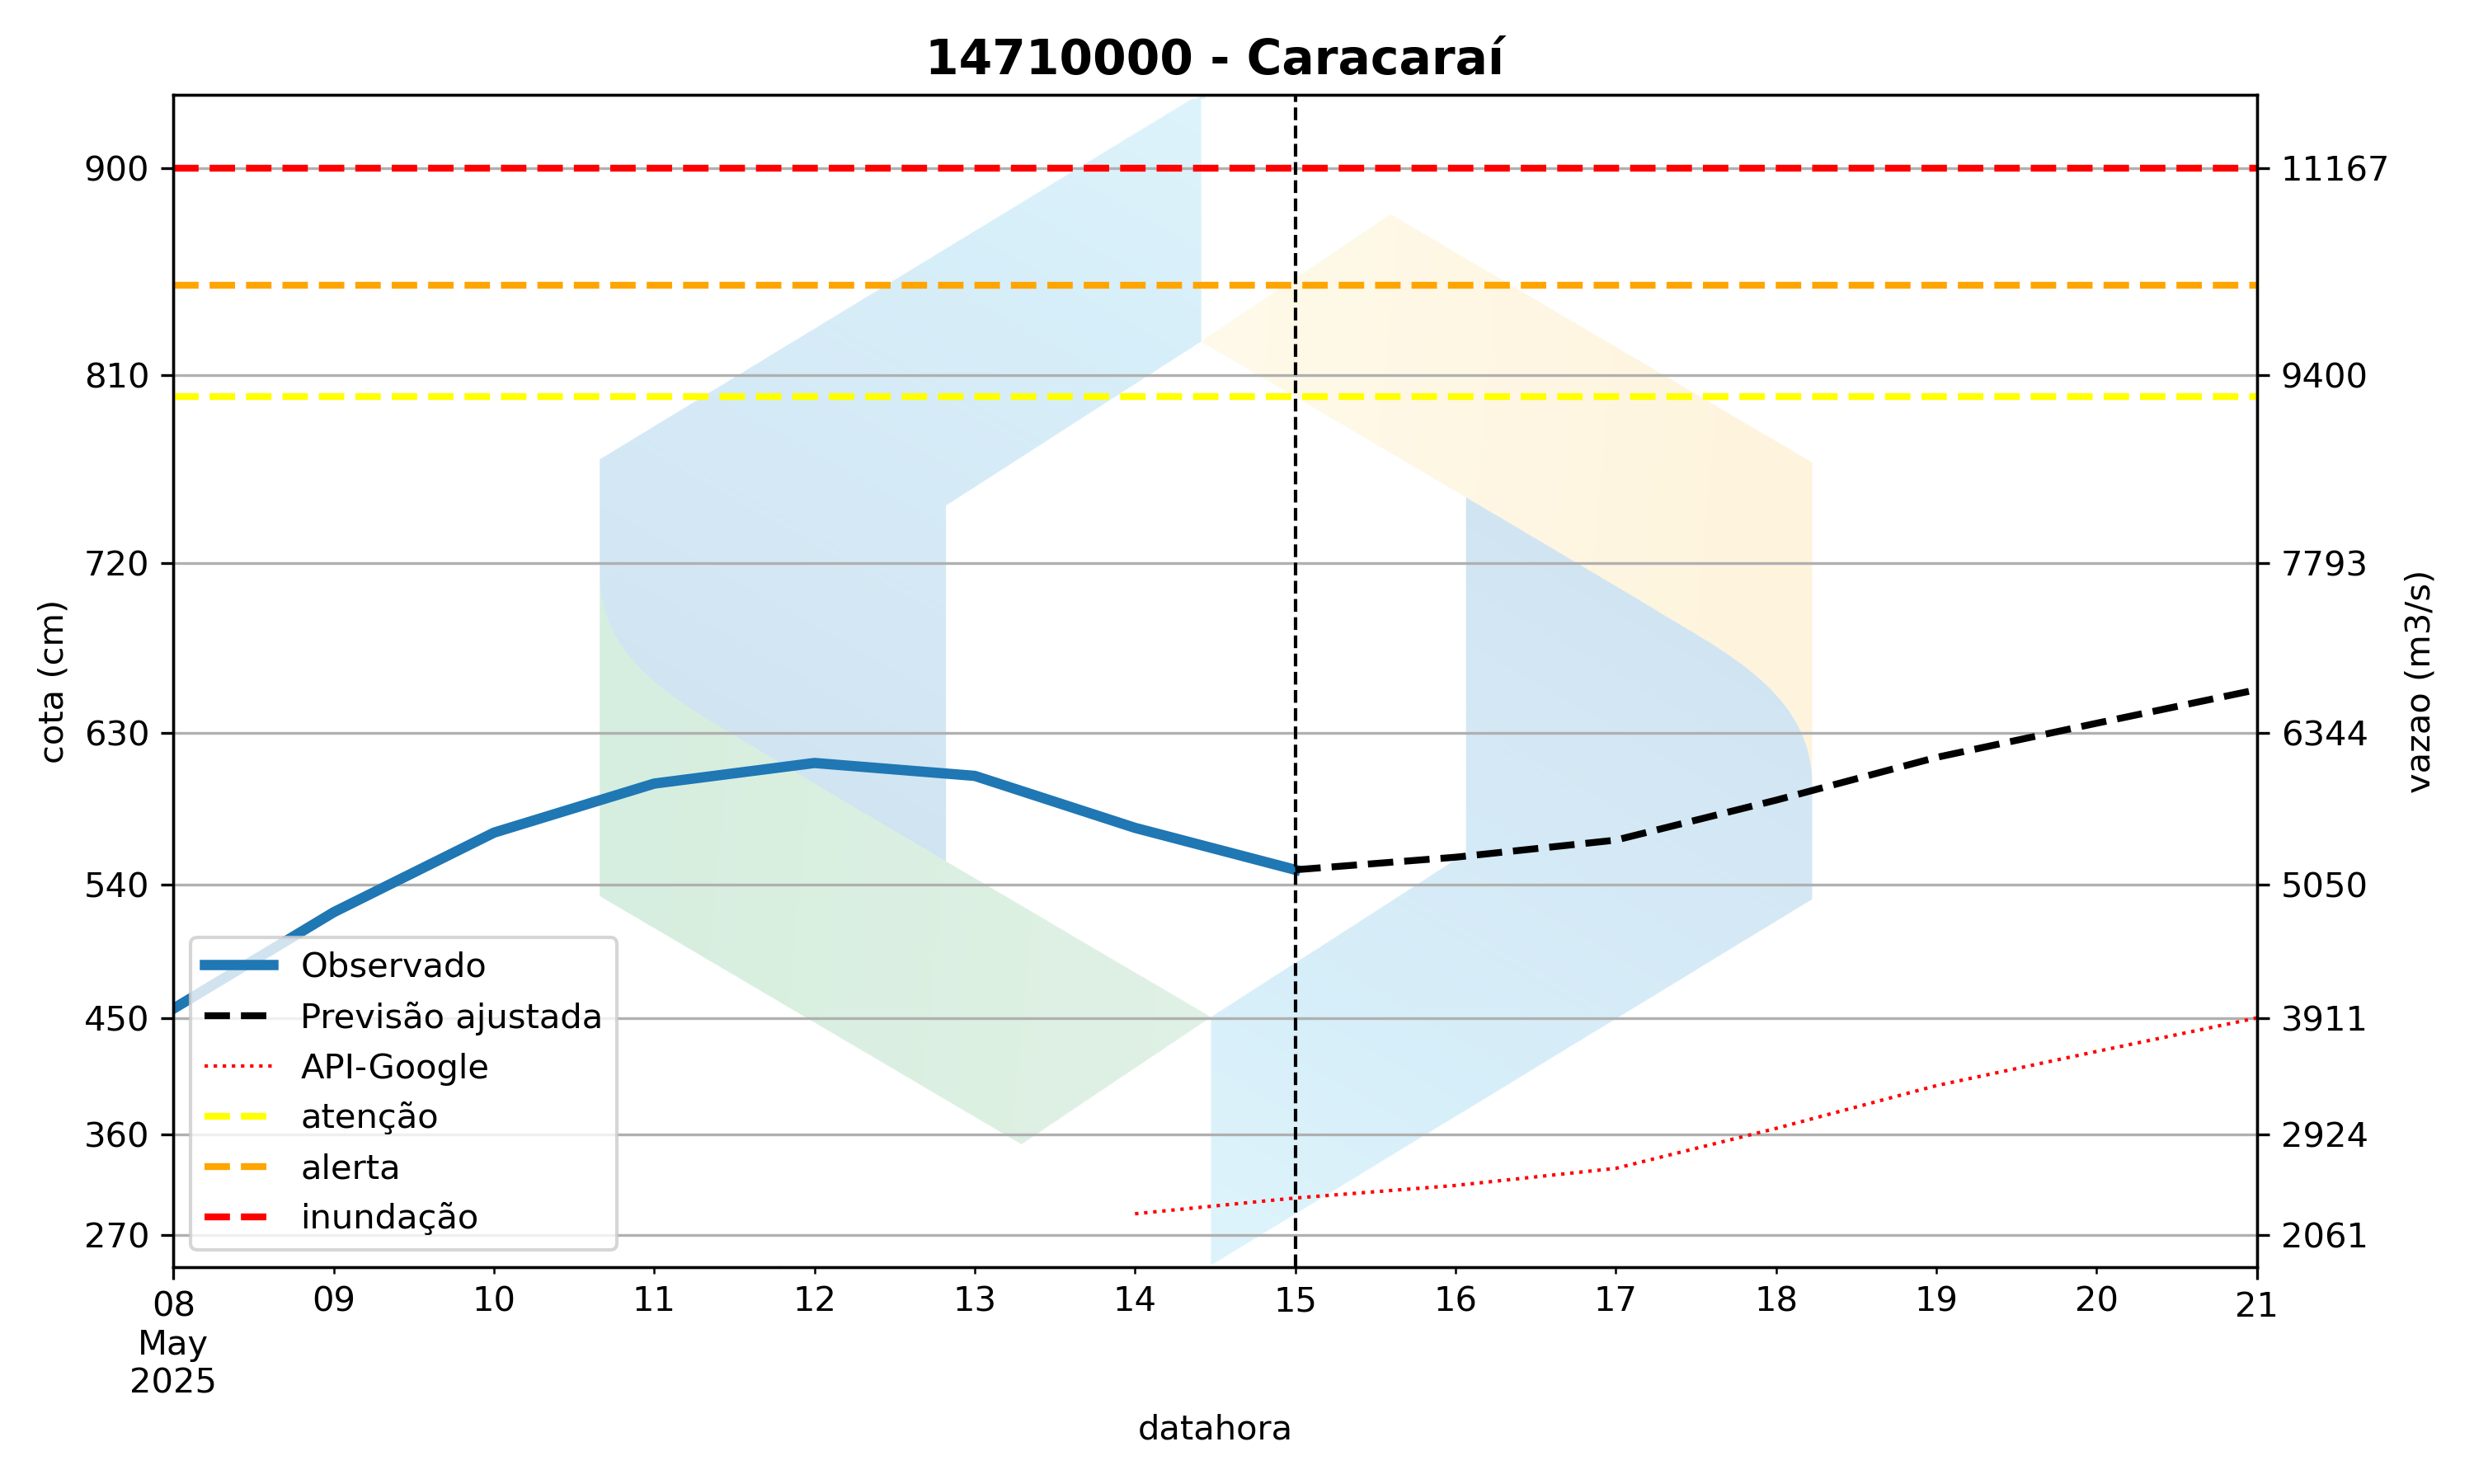 14710000 - Caracaraí
900
810
720
630
540
450
360
270
cota (cm)
11167
9400
7793
6344
5050
3911
2924
2061
vazao (m3/s)
Observado
Previsão ajustada
API-Google
atenção
alerta
inundação
08 09 10 11 12 13 14 15 16 17 18 19 20 21
May
2025
datahora